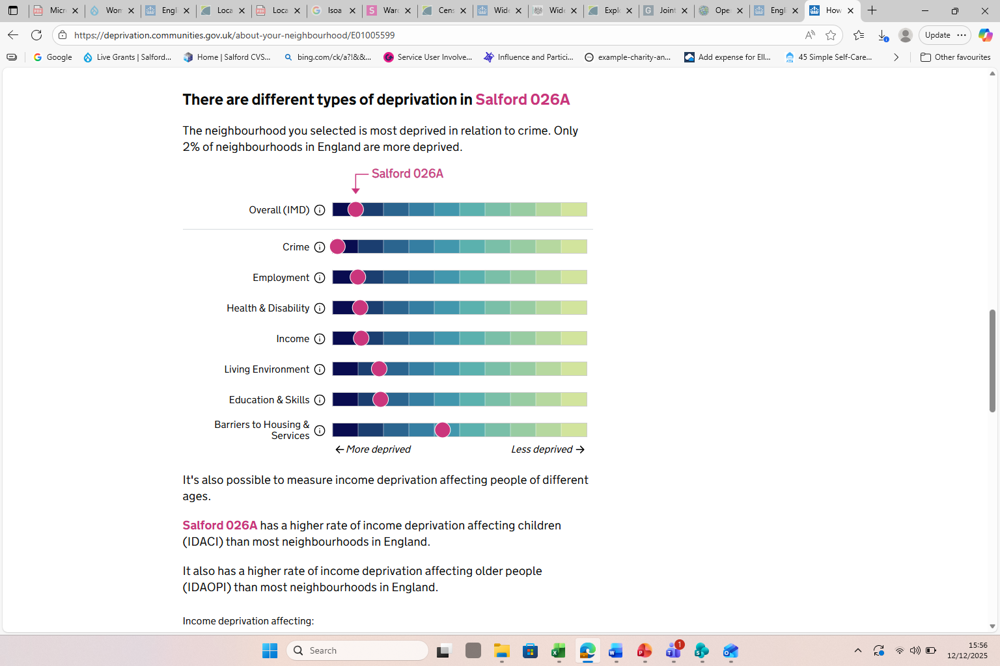 Micr
Won
Engl
Loca
Loca
Isoa
Ward
Cens
Wide
Wide
Expl
Joint
Ope
Engl
How
https://deprivation.communities.gov.uk/about-your-neighbourhood/E01005599
Update
Google
Live Grants | Salford...
Home | Salford CVS...
bing.com/ck/a?!&&...
Service User Involve...
Influence and Partici...
example-charity-an...
Add expense for Ell...
45 Simple Self-Care...
Other favourites
There are different types of deprivation in Salford 026A
The neighbourhood you selected is most deprived in relation to crime. Only
2% of neighbourhoods in England are more deprived.
Salford 026A
Overall (IMD)
Crime
Employment
Health & Disability
Income
Living Environment
Education & Skills
Barriers to Housing &
Services
← More deprived
Less deprived →
It's also possible to measure income deprivation affecting people of different
ages.
Salford 026A has a higher rate of income deprivation affecting children
(IDACI) than most neighbourhoods in England.
It also has a higher rate of income deprivation affecting older people
(IDAOPI) than most neighbourhoods in England.
Income deprivation affecting:
Search
1
15:56
12/12/2025